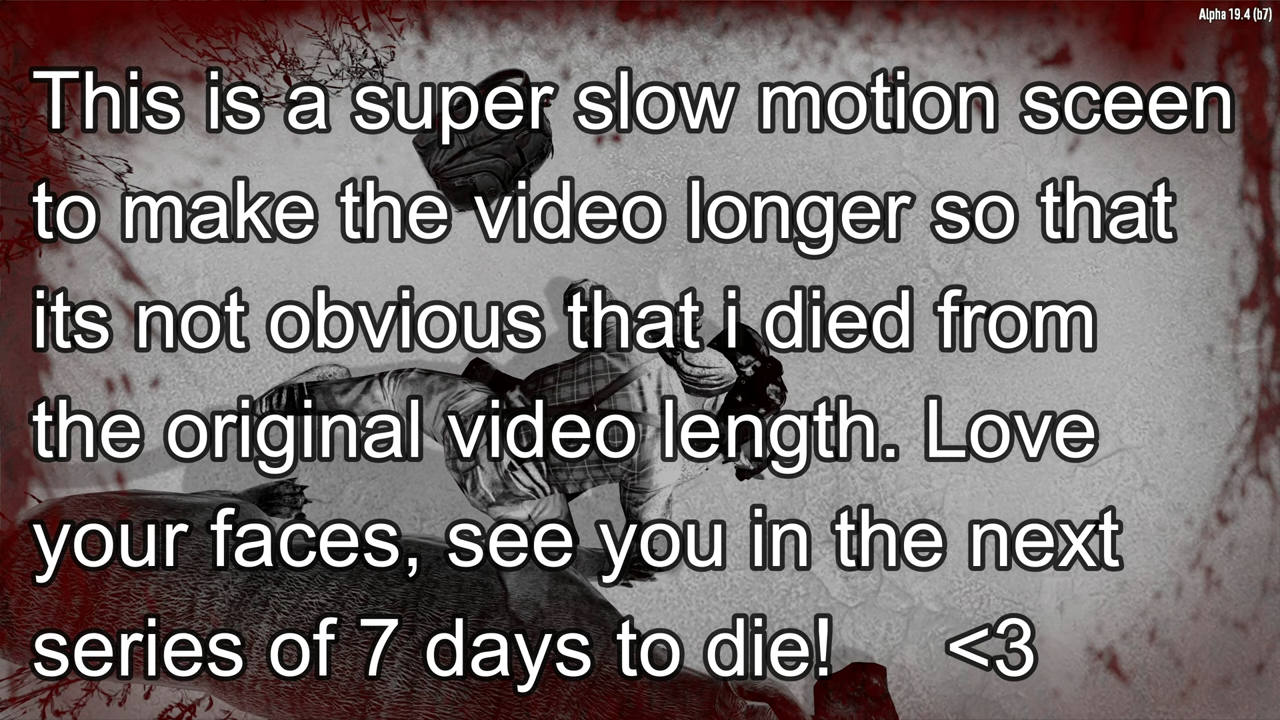 Alpha 19.4 (b7)
This is a super slow motion sceen
to make the video longer so that
its not obvious that i died from
the original video length. Love
your faces, see you in the next
series of 7 days to die! <3